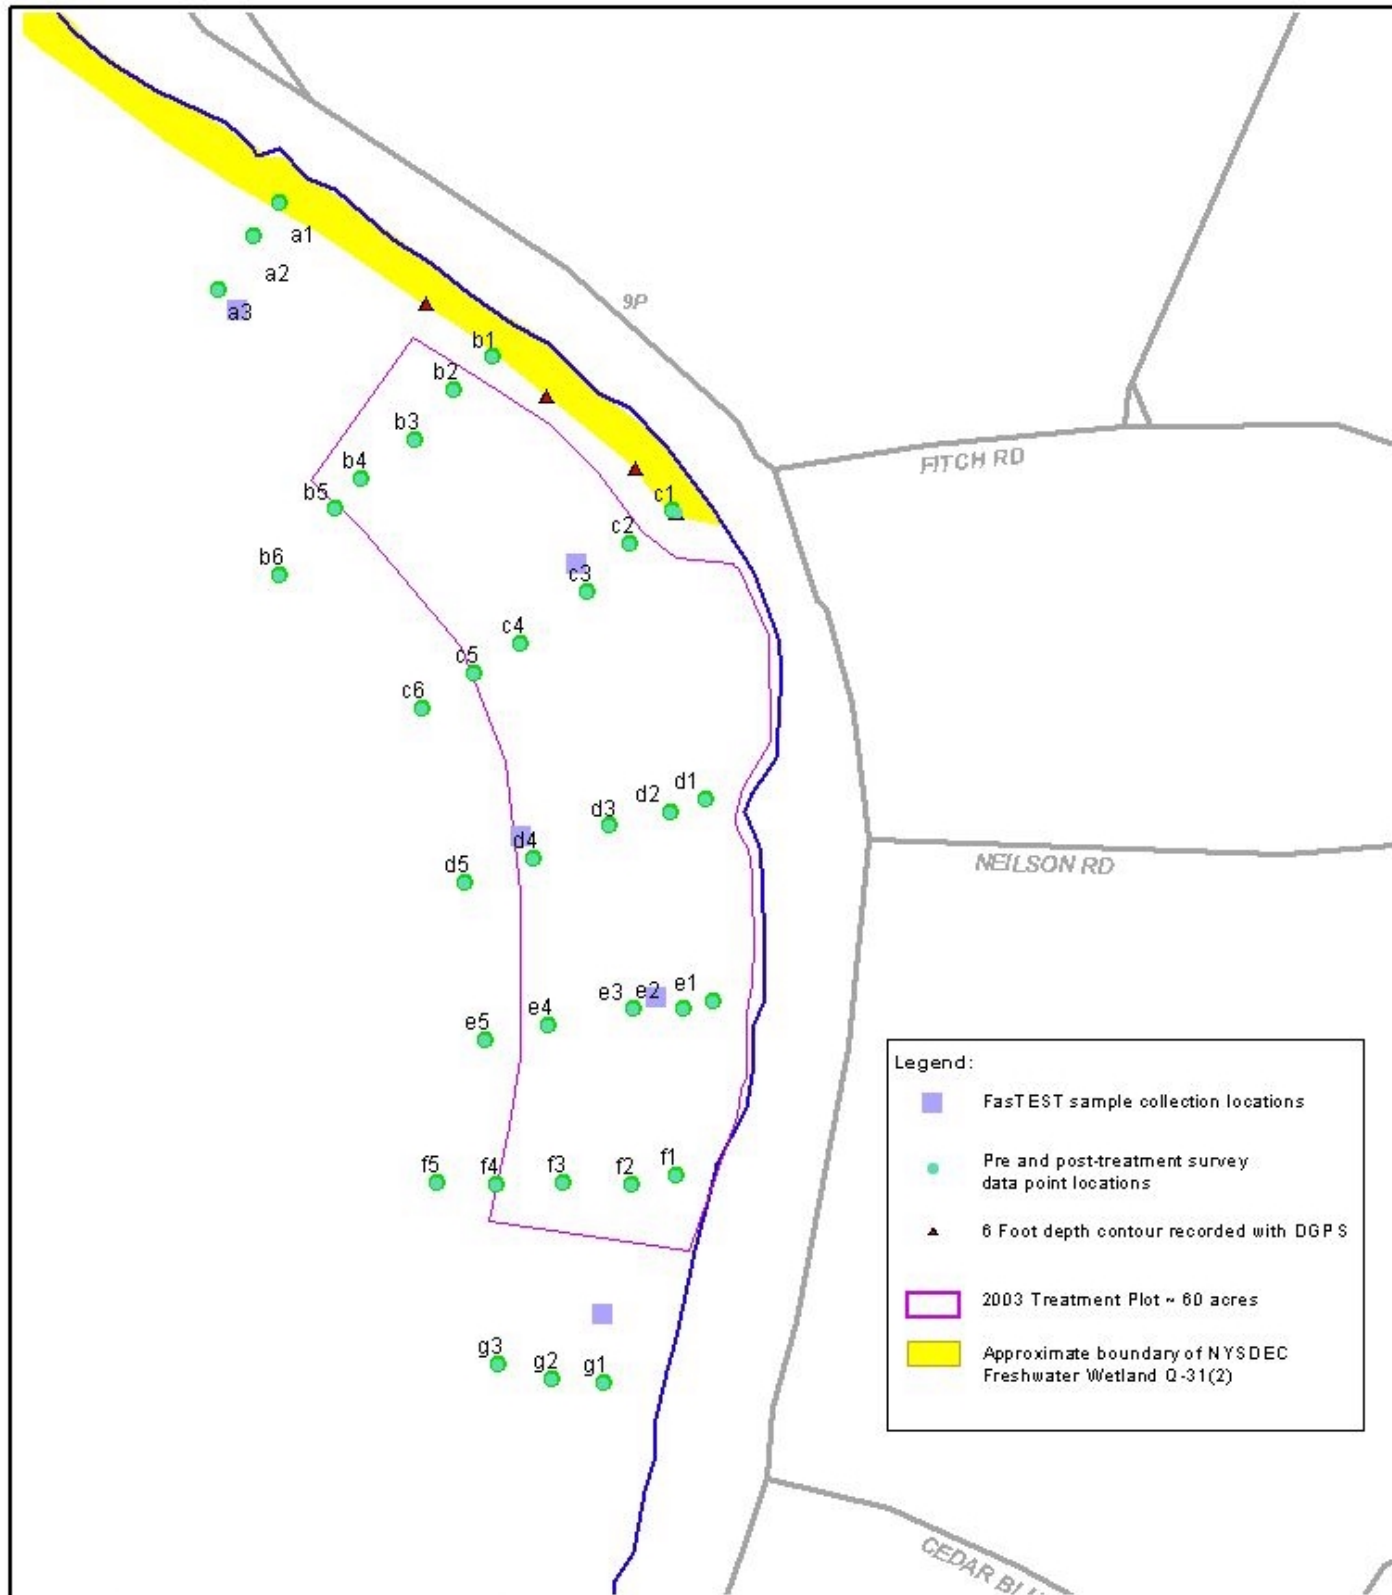 a1
a2
a3
9P
b1
b2
b3
b4
b5
b6
FITCH RD
c1
c2
c3
c4
c5
c6
d1
d2
d3
d4
d5
NEILSON RD
e1
e2
e3
e4
e5
f1
f2
f3
f4
f5
g3
g2
g1
Legend:
FasTEST sample collection locations
Pre and post-treatment survey
data point locations
6 Foot depth contour recorded with DGPS
2003 Treatment Plot ~ 60 acres
Approximate boundary of NYSDEC
Freshwater Wetland Q-31(2)
CEDAR